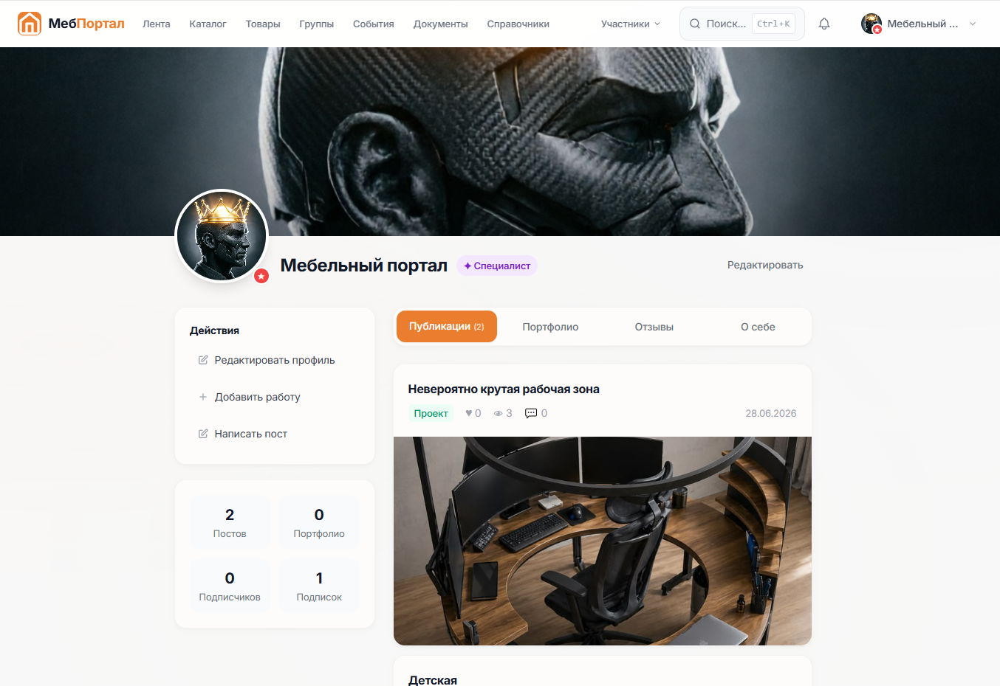 МебПортал
Лента
Каталог
Товары
Группы
События
Документы
Справочники
Участники
Поиск...
Ctrl+K
Мебельный ...
Мебельный портал
✦ Специалист
Редактировать
Действия
Редактировать профиль
Добавить работу
Написать пост
2
Постов
0
Портфолио
0
Подписчиков
1
Подписок
Публикации (2)
Портфолио
Отзывы
О себе
Невероятно крутая рабочая зона
Проект ♥ 0 3 0 28.06.2026
Детская